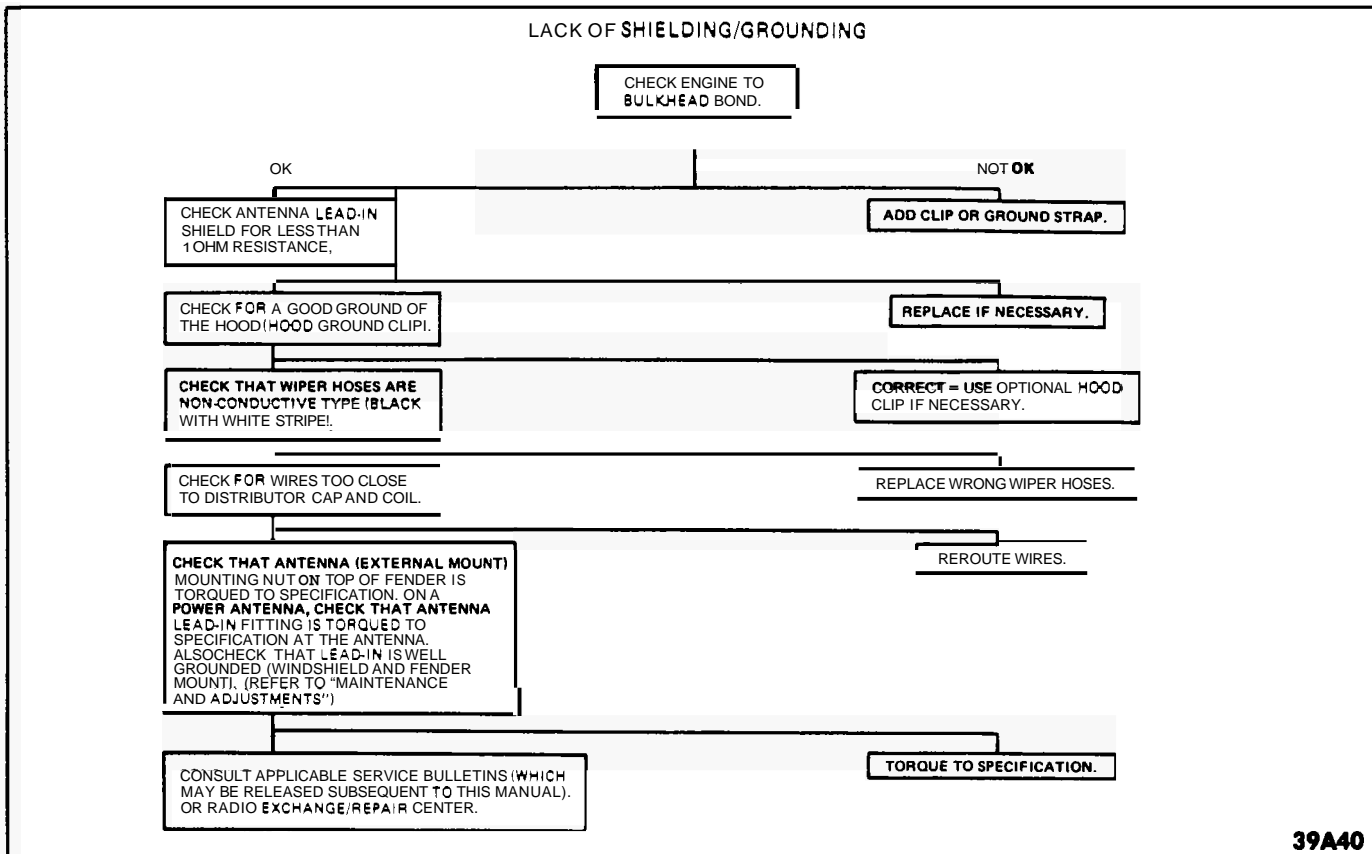 LACK OF SHIELDING/GROUNDING
CHECK ENGINE TO
BULKHEAD BOND.
OK
NOT OK
CHECK ANTENNA LEAD-IN
SHIELD FOR LESS THAN
1 OHM RESISTANCE,
ADD CLIP OR GROUND STRAP.
CHECK FOR A GOOD GROUND OF
THE HOOD (HOOD GROUND CLIPI.
REPLACE IF NECESSARY.
CHECK THAT WIPER HOSES ARE
NON-CONDUCTIVE TYPE (BLACK
WITH WHITE STRIPE!.
CORRECT = USE OPTIONAL HOOD
CLIP IF NECESSARY.
CHECK FOR WIRES TOO CLOSE
TO DISTRIBUTOR CAP AND COIL.
REPLACE WRONG WIPER HOSES.
CHECK THAT ANTENNA (EXTERNAL MOUNT)
MOUNTING NUT ON TOP OF FENDER IS
TORQUED TO SPECIFICATION. ON A
POWER ANTENNA, CHECK THAT ANTENNA
LEAD-IN FITTING IS TORQUED TO
SPECIFICATION AT THE ANTENNA.
ALSOCHECK THAT LEAD-IN IS WELL
GROUNDED (WINDSHIELD AND FENDER
MOUNT). (REFER TO "MAINTENANCE
AND ADJUSTMENTS")
REROUTE WIRES.
CONSULT APPLICABLE SERVICE BULLETINS (WHICH
MAY BE RELEASED SUBSEQUENT TO THIS MANUAL).
OR RADIO EXCHANGE/REPAIR CENTER.
TORQUE TO SPECIFICATION.
39A40